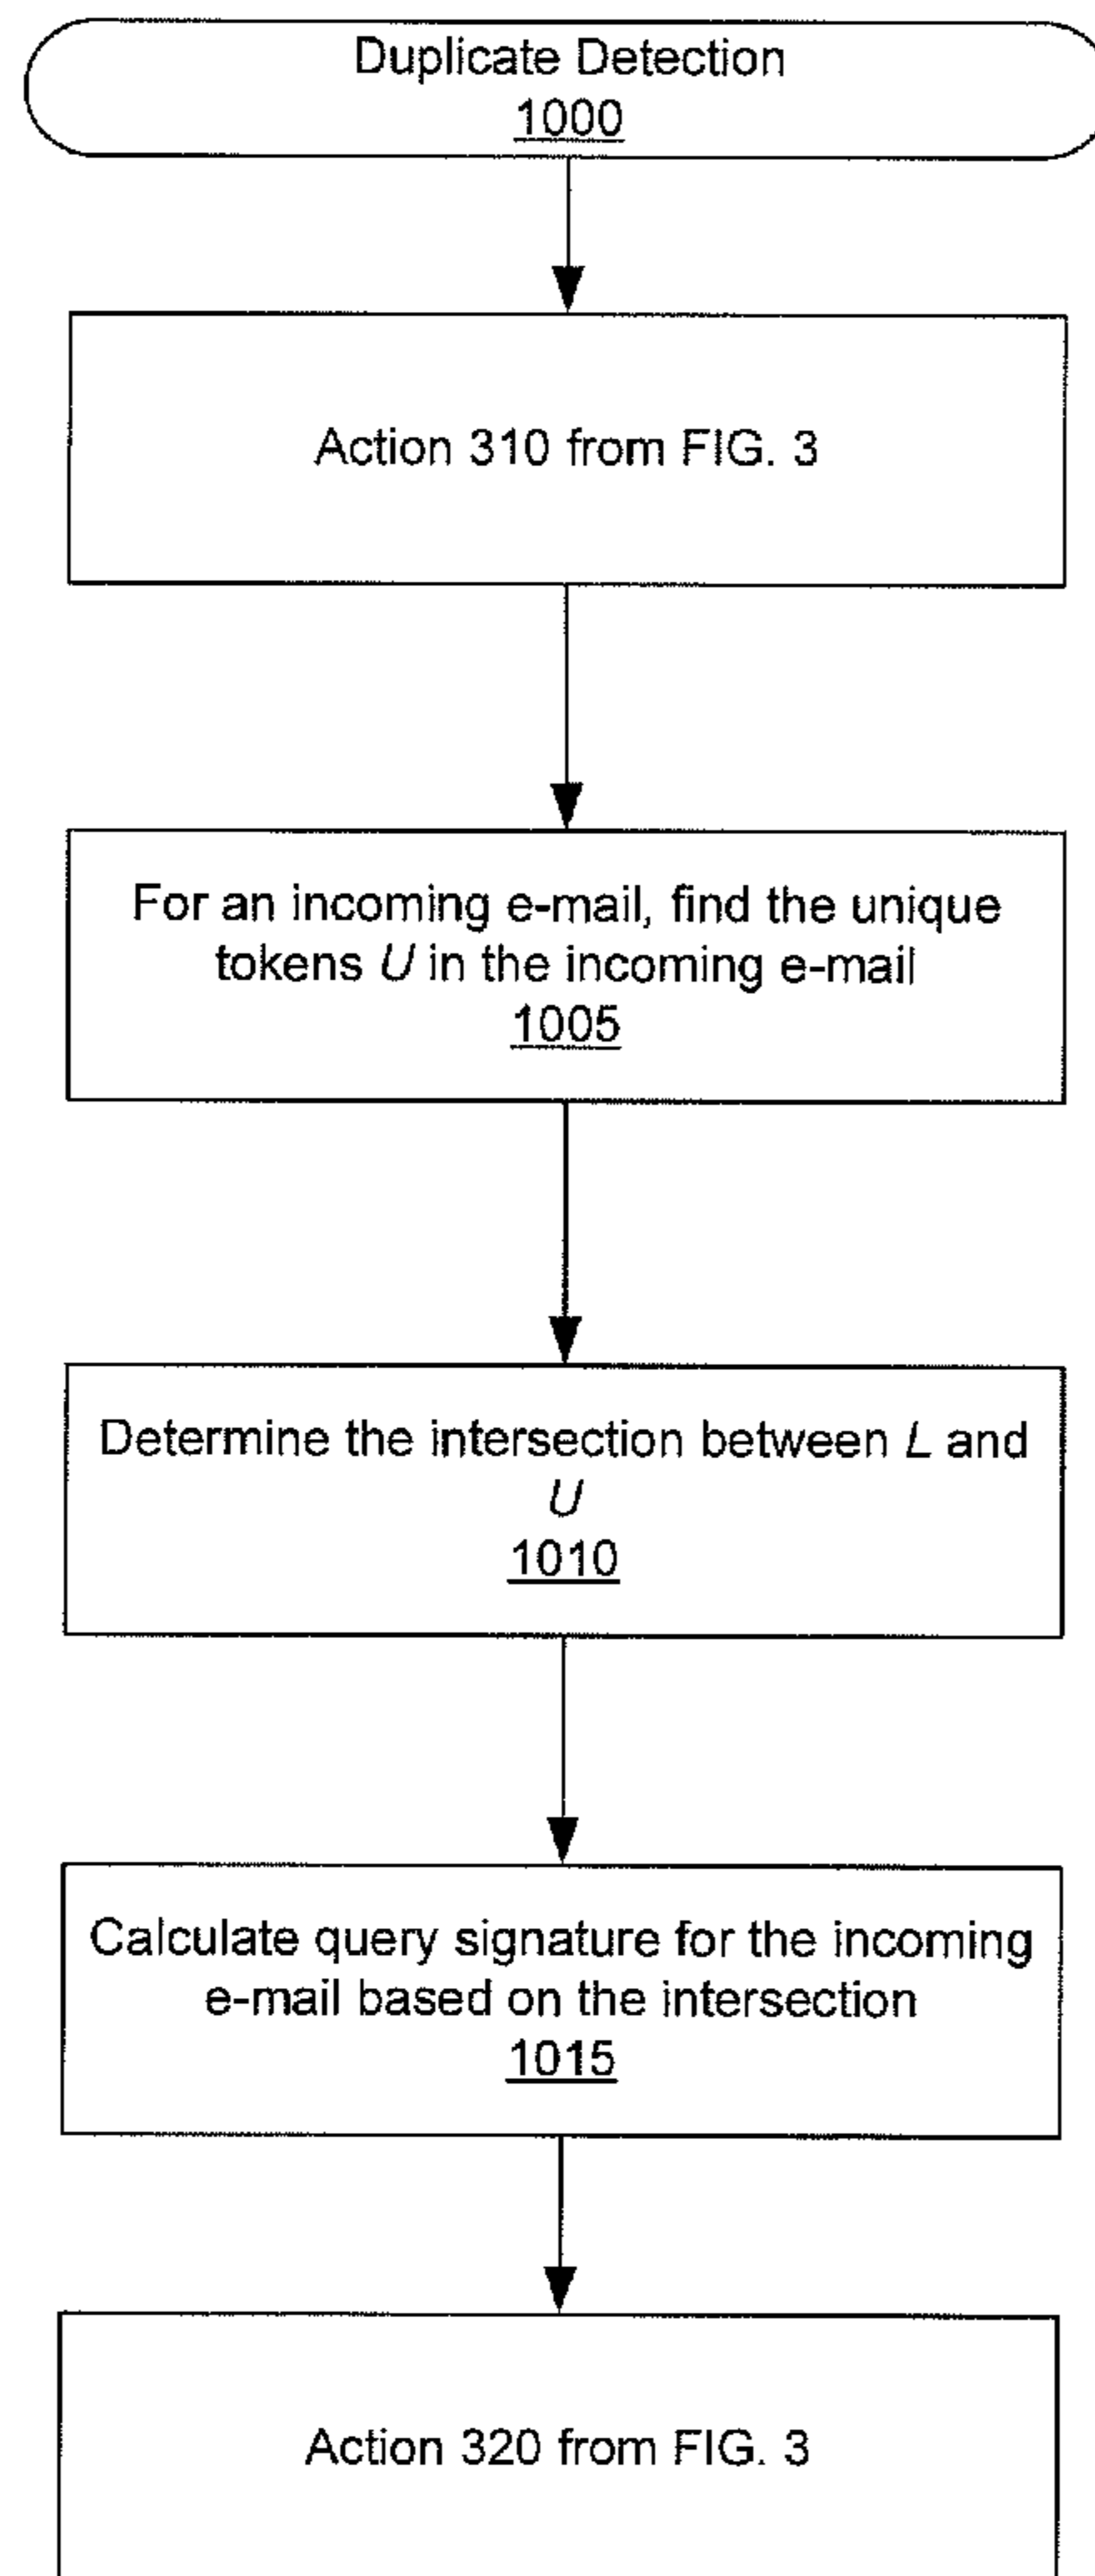 Duplicate Detection
1000
Action 310 from FIG. 3
For an incoming e-mail, find the unique
tokens U in the incoming e-mail
1005
Determine the intersection between L and
U
1010
Calculate query signature for the incoming
e-mail based on the intersection
1015
Action 320 from FIG. 3